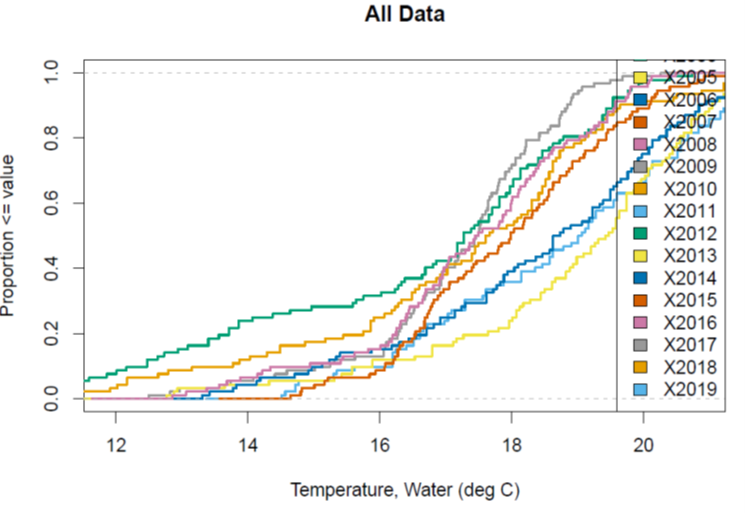 All Data
Proportion <= value
1.0
0.8
0.6
0.4
0.2
0.0
X2005
X2006
X2007
X2008
X2009
X2010
X2011
X2012
X2013
X2014
X2015
X2016
X2017
X2018
X2019
12 14 16 18 20
Temperature, Water (deg C)